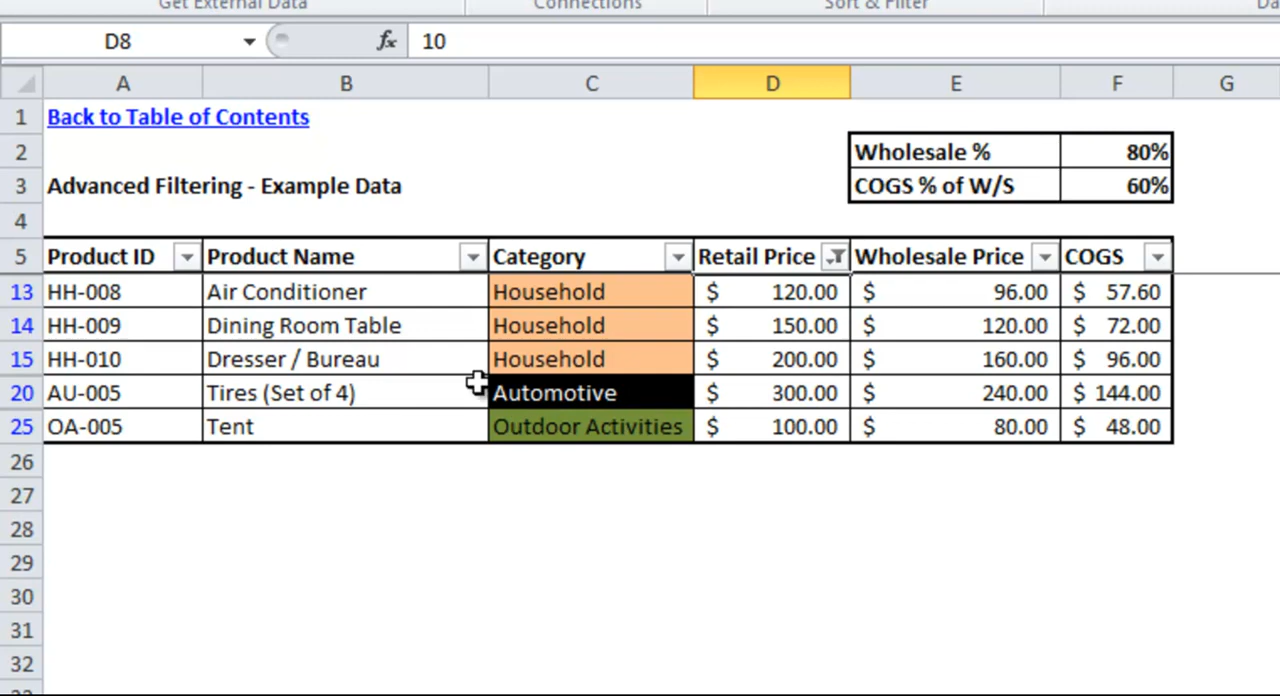 Get External Data Connections Sort & Filter Da
D8 fx 10
A B C D E F G
1 Back to Table of Contents
2 Wholesale % 80%
3 Advanced Filtering - Example Data COGS % of W/S 60%
4
5 Product ID Product Name Category Retail Price Wholesale Price COGS
13 HH-008 Air Conditioner Household $ 120.00 $ 96.00 $ 57.60
14 HH-009 Dining Room Table Household $ 150.00 $ 120.00 $ 72.00
15 HH-010 Dresser / Bureau Household $ 200.00 $ 160.00 $ 96.00
20 AU-005 Tires (Set of 4) Automotive $ 300.00 $ 240.00 $ 144.00
25 OA-005 Tent Outdoor Activities $ 100.00 $ 80.00 $ 48.00
26
27
28
29
30
31
32